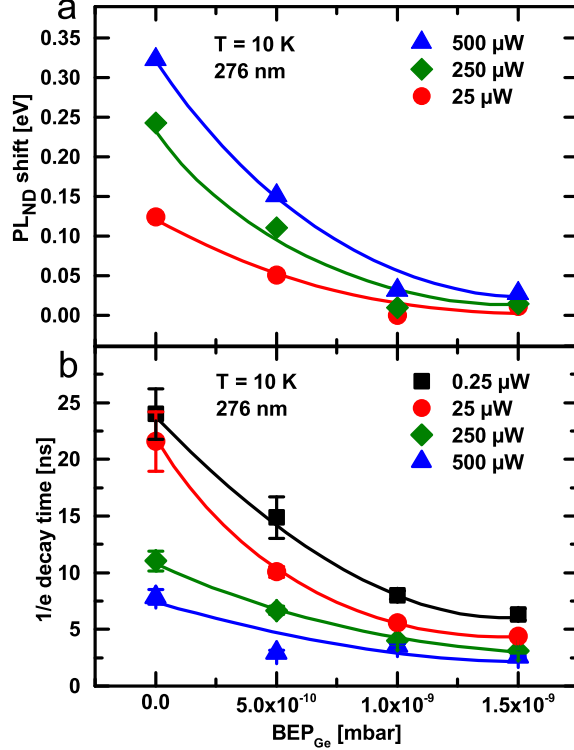 a
T = 10 K
276 nm
500 µW
250 µW
25 µW
0.35
0.30
0.25
0.20
0.15
0.10
0.05
0.00
PL_ND shift [eV]
b
T = 10 K
276 nm
0.25 µW
25 µW
250 µW
500 µW
25
20
15
10
5
0
1/e decay time [ns]
0.0 5.0x10⁻¹⁰ 1.0x10⁻⁹ 1.5x10⁻⁹
BEP_Ge [mbar]